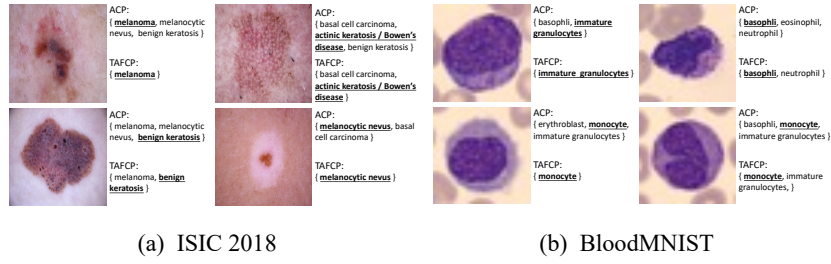 ACP:
{ melanoma, melanocytic
nevus, benign keratosis }
TAFCP:
{ melanoma }
ACP:
{ basal cell carcinoma,
actinic keratosis / Bowen's
disease, benign keratosis }
TAFCP:
{ basal cell carcinoma,
actinic keratosis / Bowen's
disease }
ACP:
{ melanoma, melanocytic
nevus, benign keratosis }
TAFCP:
{ melanoma, benign
keratosis }
ACP:
{ melanocytic nevus, basal
cell carcinoma }
TAFCP:
{ melanocytic nevus }
(a) ISIC 2018
ACP:
{ basophli, immature
granulocytes }
TAFCP:
{ immature granulocytes }
ACP:
{ basophli, eosinophil,
neutrophil }
TAFCP:
{ basophli, neutrophil }
ACP:
{ erythroblast, monocyte,
immature granulocytes }
TAFCP:
{ monocyte }
ACP:
{ basophli, monocyte,
immature granulocytes }
TAFCP:
{ monocyte, immature
granulocytes, }
(b) BloodMNIST